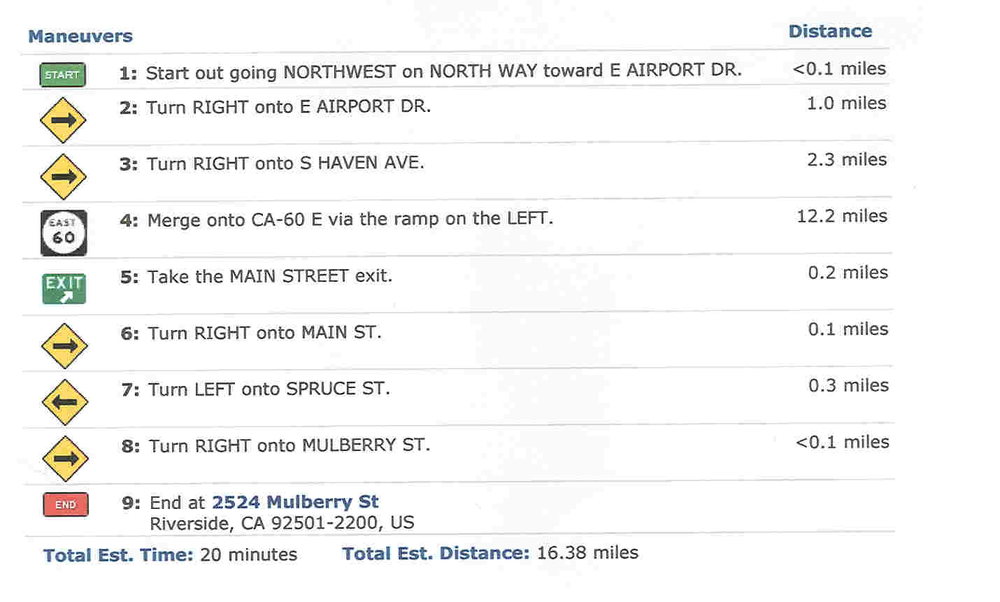 Maneuvers Distance
START 1: Start out going NORTHWEST on NORTH WAY toward E AIRPORT DR. <0.1 miles
2: Turn RIGHT onto E AIRPORT DR. 1.0 miles
3: Turn RIGHT onto S HAVEN AVE. 2.3 miles
EAST
60
4: Merge onto CA-60 E via the ramp on the LEFT. 12.2 miles
EXIT
5: Take the MAIN STREET exit. 0.2 miles
6: Turn RIGHT onto MAIN ST. 0.1 miles
7: Turn LEFT onto SPRUCE ST. 0.3 miles
8: Turn RIGHT onto MULBERRY ST. <0.1 miles
END 9: End at 2524 Mulberry St
Riverside, CA 92501-2200, US
Total Est. Time: 20 minutes Total Est. Distance: 16.38 miles